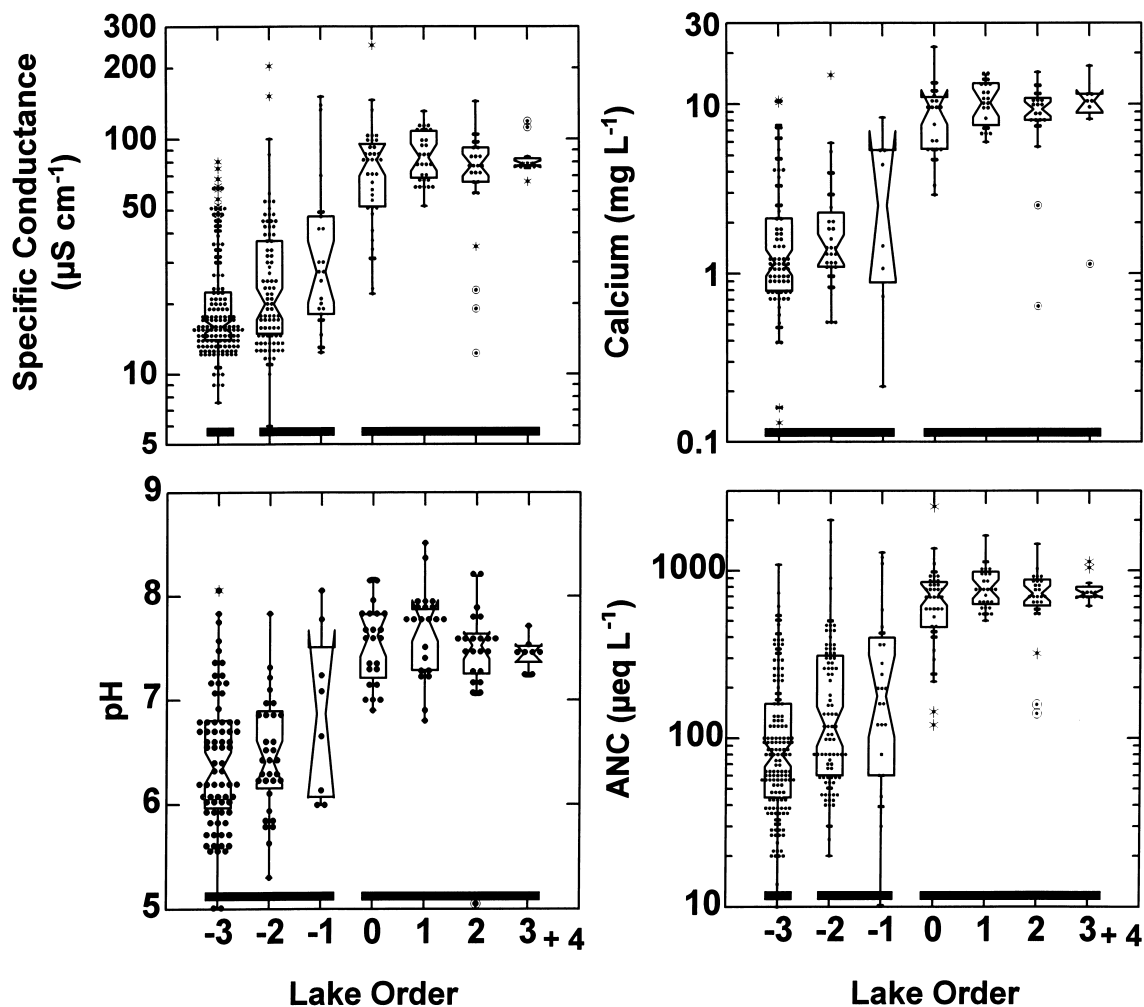 Specific Conductance
(µS cm-1)
300
200
100
50
10
5
Calcium (mg L-1)
30
10
1
0.1
pH
9
8
7
6
5
-3 -2 -1 0 1 2 3 + 4
Lake Order
ANC (µeq L-1)
1000
100
10
-3 -2 -1 0 1 2 3 + 4
Lake Order